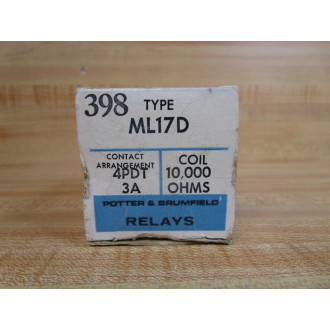 398 TYPE
ML17D
CONTACT
ARRANGEMENT
4PDT
3A
COIL
10,000
OHMS
POTTER & BRUMFIELD
RELAYS